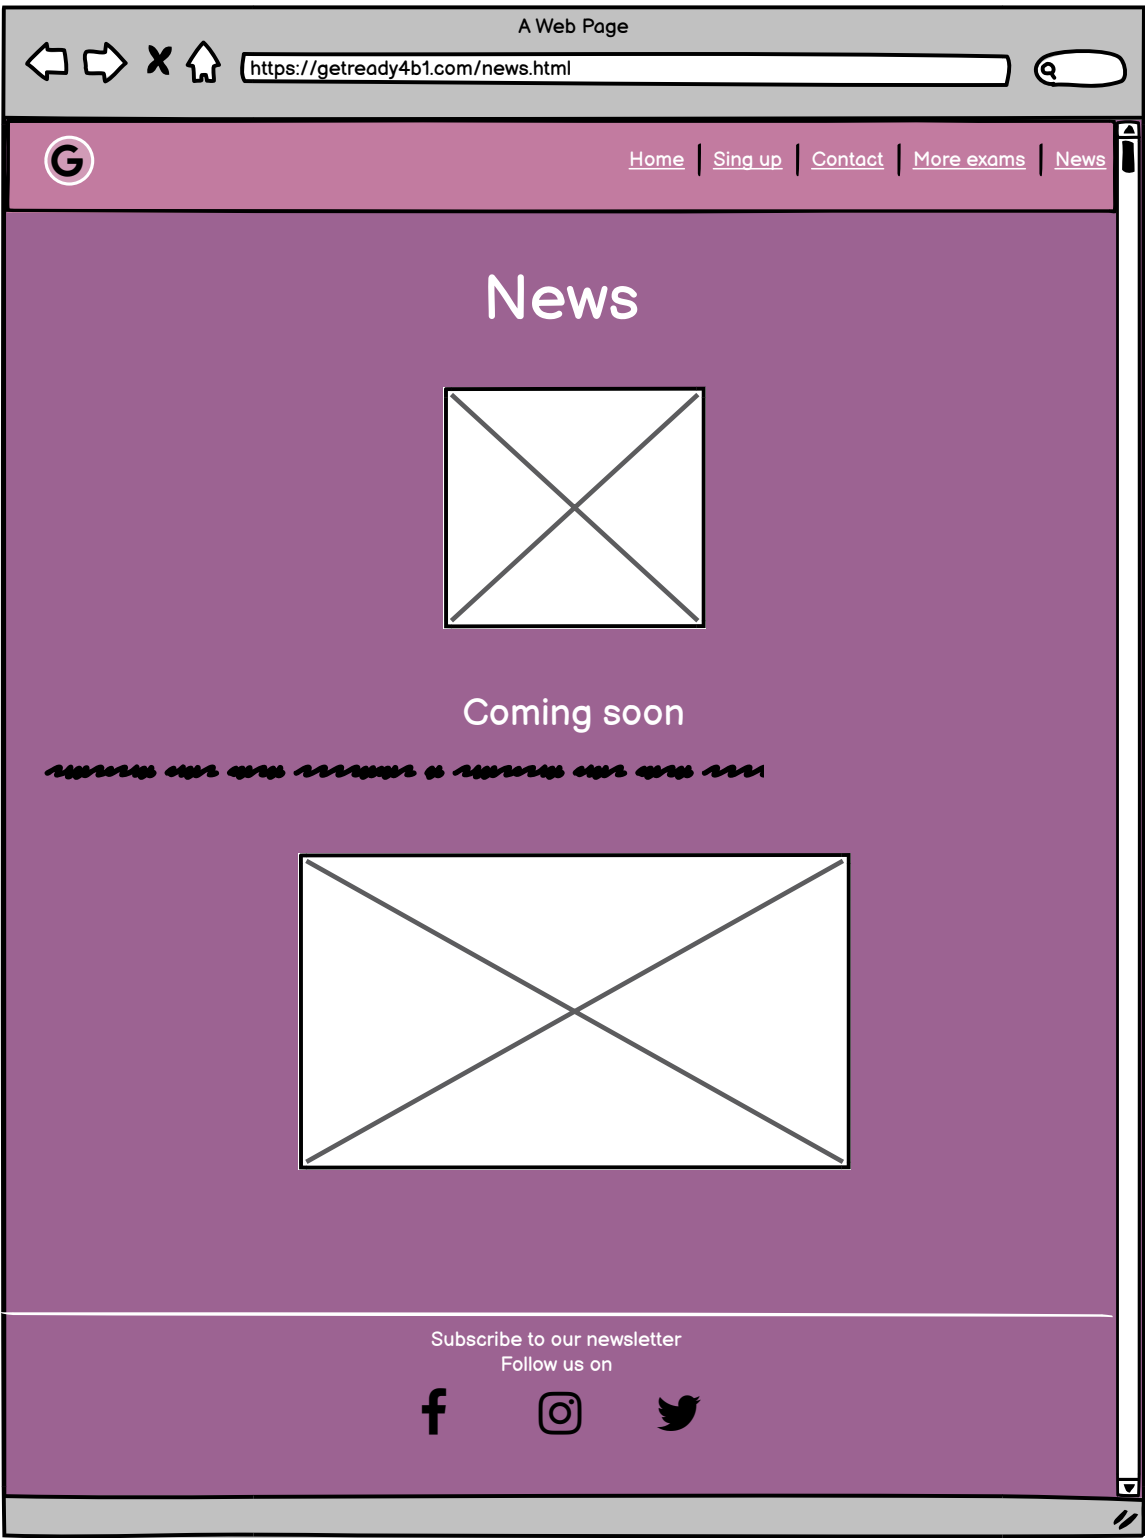 A Web Page
https://getready4b1.com/news.html
G
Home Sing up Contact More exams News
News
Coming soon
Subscribe to our newsletter
Follow us on